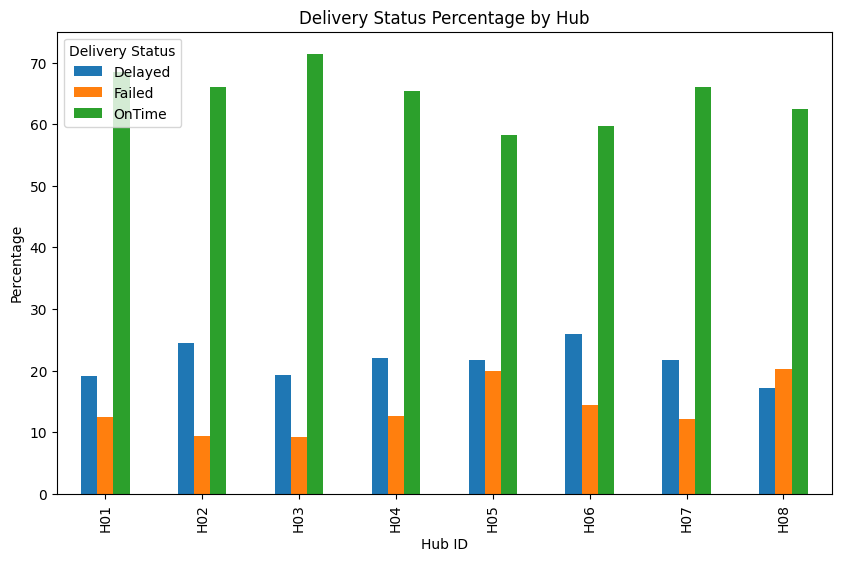 Delivery Status Percentage by Hub
Delivery Status
Delayed
Failed
OnTime
Percentage
70
60
50
40
30
20
10
0
H01 H02 H03 H04 H05 H06 H07 H08
Hub ID